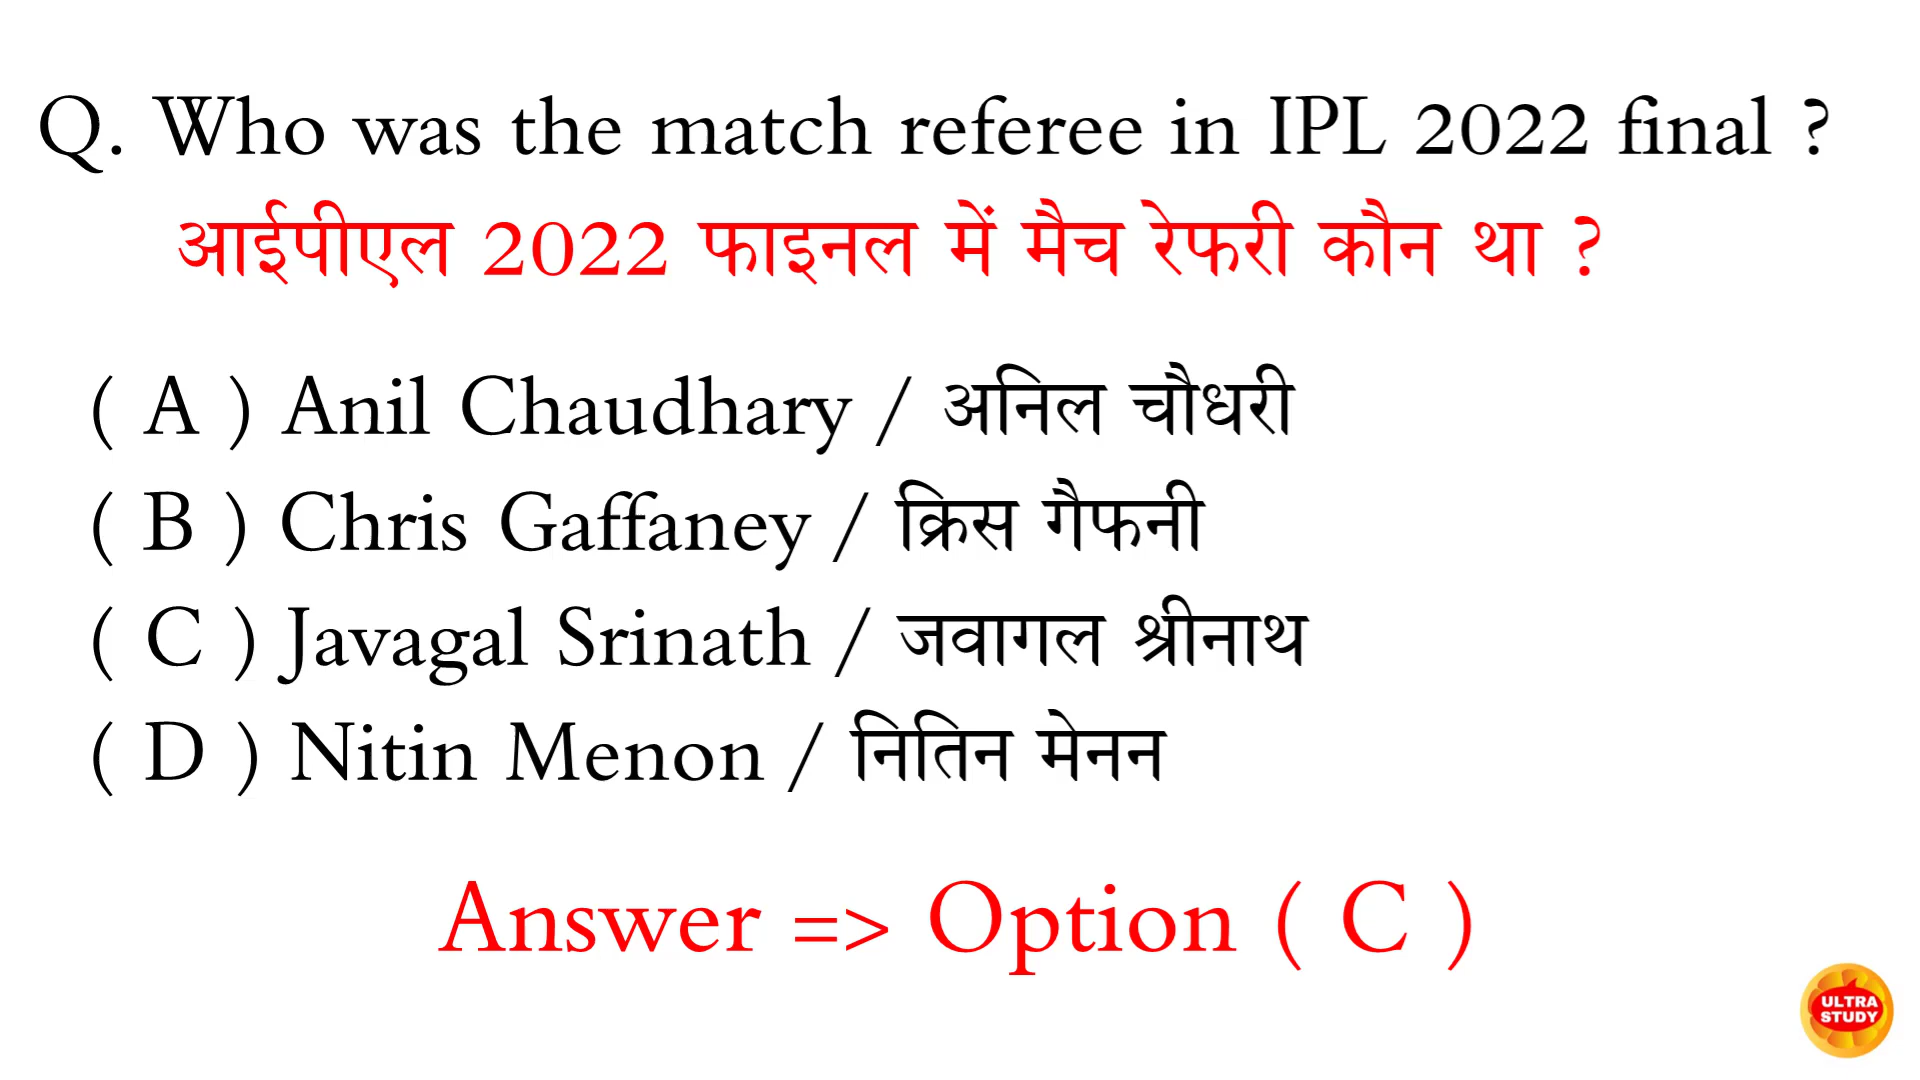 Q. Who was the match referee in IPL 2022 final ?
आईपीएल 2022 फाइनल में मैच रेफरी कौन था ?
( A ) Anil Chaudhary / अनिल चौधरी
( B ) Chris Gaffaney / क्रिस गैफनी
( C ) Javagal Srinath / जवागल श्रीनाथ
( D ) Nitin Menon / नितिन मेनन
Answer => Option ( C )
ULTRA
STUDY